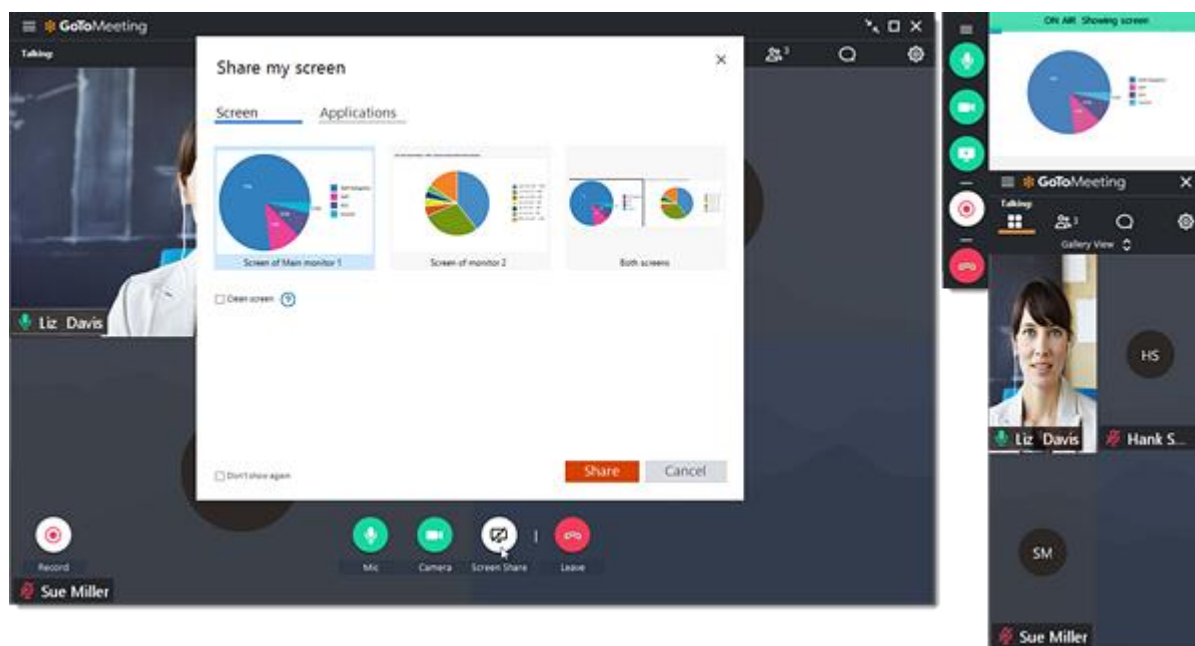 GoToMeeting
Talking:
3
Share my screen
Screen
Applications
Screen of Main monitor 1
Screen of monitor 2
Both screens
Clean screen
?
Liz Davis
Don't show again
Share
Cancel
Record
Mic
Camera
Screen Share
Leave
Sue Miller
ON AIR Showing screen
GoToMeeting
Talking:
3
Gallery View
Liz Davis
HS
Hank S...
SM
Sue Miller